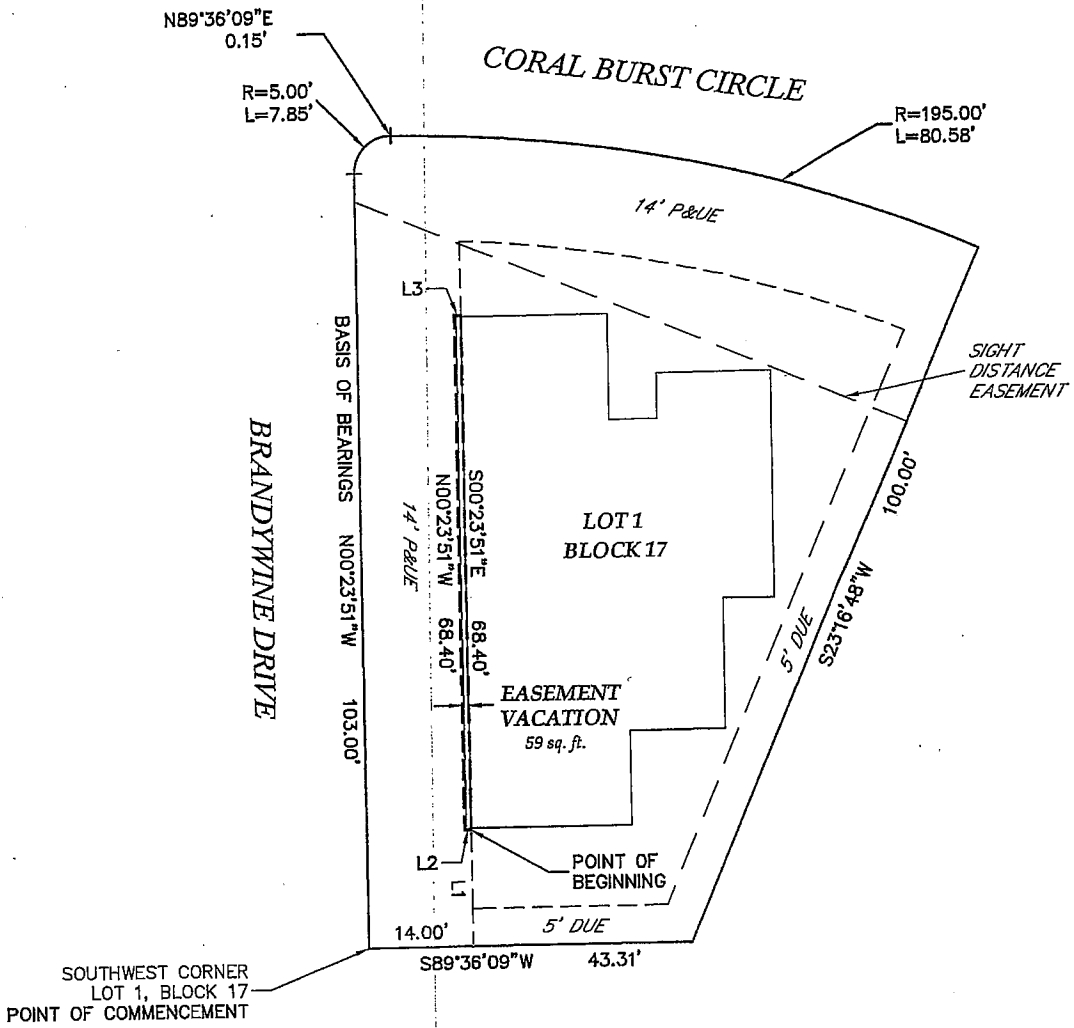 N89°36'09"E
0.15'
CORAL BURST CIRCLE
R=5.00'
L=7.85'
R=195.00'
L=80.58'
14' P&UE
L3
SIGHT
DISTANCE
EASEMENT
BASIS OF BEARINGS N00°23'51"W 103.00'
BRANDYWINE DRIVE
14' P&UE
N00°23'51"W 68.40'
S00°23'51"E 68.40'
LOT 1
BLOCK 17
100.00'
S23°16'48"W
5' DUE
EASEMENT
VACATION
59 sq. ft.
L2
L1
POINT OF
BEGINNING
14.00'
5' DUE
S89°36'09"W 43.31'
SOUTHWEST CORNER
LOT 1, BLOCK 17
POINT OF COMMENCEMENT